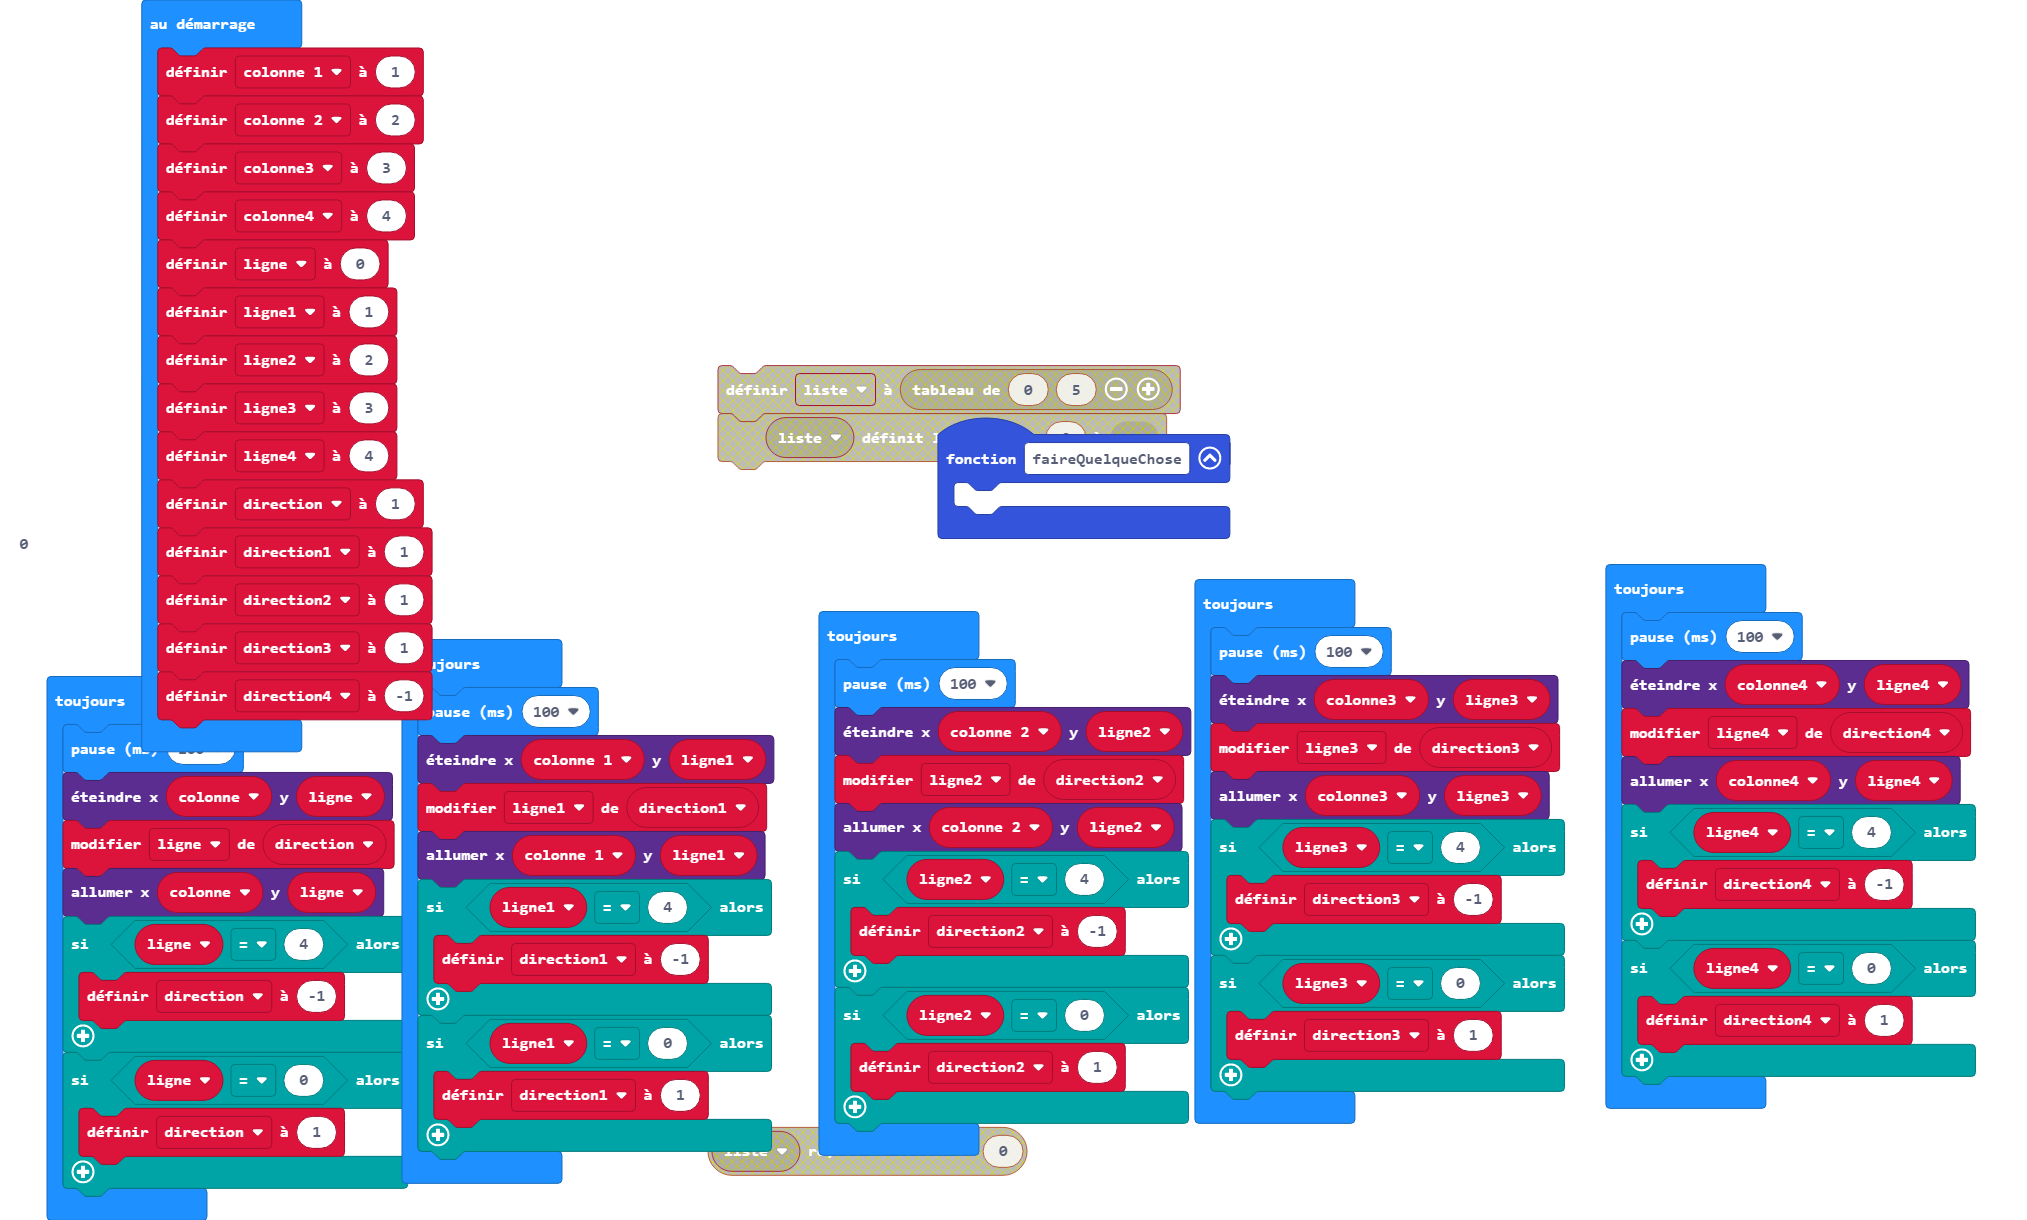 au démarrage
définir colonne 1 à 1
définir colonne 2 à 2
définir colonne3 à 3
définir colonne4 à 4
définir ligne à 0
définir ligne1 à 1
définir ligne2 à 2
définir ligne3 à 3
définir ligne4 à 4
définir direction à 1
définir direction1 à 1
définir direction2 à 1
définir direction3 à 1
définir direction4 à -1
0
définir liste à tableau de 0 5
liste définit
fonction faireQuelqueChose
toujours
pause
éteindre x colonne y ligne
modifier ligne de direction
allumer x colonne y ligne
si ligne = 4 alors
définir direction à -1
si ligne = 0 alors
définir direction à 1
pause (ms) 100
éteindre x colonne 1 y ligne1
modifier ligne1 de direction1
allumer x colonne 1 y ligne1
si ligne1 = 4 alors
définir direction1 à -1
si ligne1 = 0 alors
définir direction1 à 1
toujours
pause (ms) 100
éteindre x colonne 2 y ligne2
modifier ligne2 de direction2
allumer x colonne 2 y ligne2
si ligne2 = 4 alors
définir direction2 à -1
si ligne2 = 0 alors
définir direction2 à 1
liste 0
toujours
pause (ms) 100
éteindre x colonne3 y ligne3
modifier ligne3 de direction3
allumer x colonne3 y ligne3
si ligne3 = 4 alors
définir direction3 à -1
si ligne3 = 0 alors
définir direction3 à 1
toujours
pause (ms) 100
éteindre x colonne4 y ligne4
modifier ligne4 de direction4
allumer x colonne4 y ligne4
si ligne4 = 4 alors
définir direction4 à -1
si ligne4 = 0 alors
définir direction4 à 1